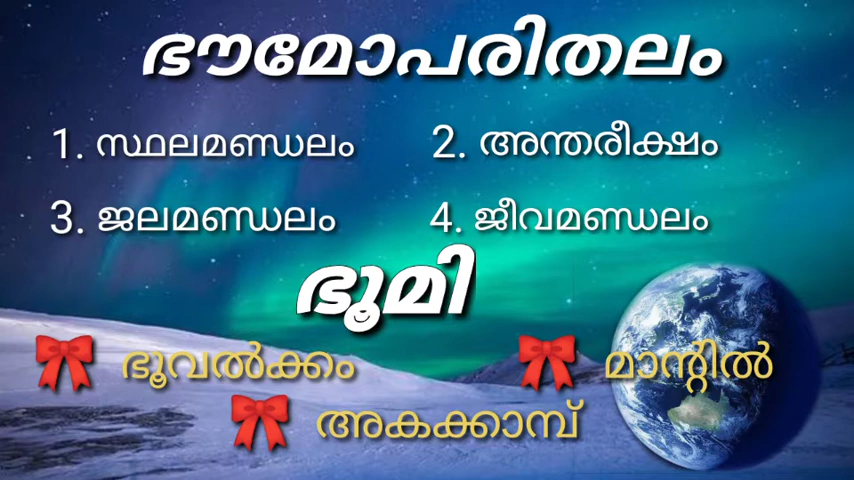 ഭൗമോപരിതലം
1. സ്ഥലമണ്ഡലം 2. അന്തരീക്ഷം
3. ജലമണ്ഡലം 4. ജീവമണ്ഡലം
ഭൂമി
ഭൂവൽക്കം മാന്റിൽ
അകക്കാമ്പ്